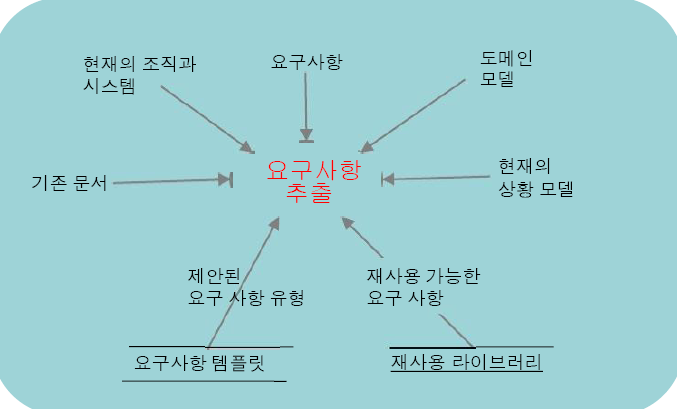 현재의 조직과
시스템
요구사항
도메인
모델
기존 문서
요구사항
추출
현재의
상황 모델
제안된
요구 사항 유형
재사용 가능한
요구 사항
요구사항 템플릿
재사용 라이브러리